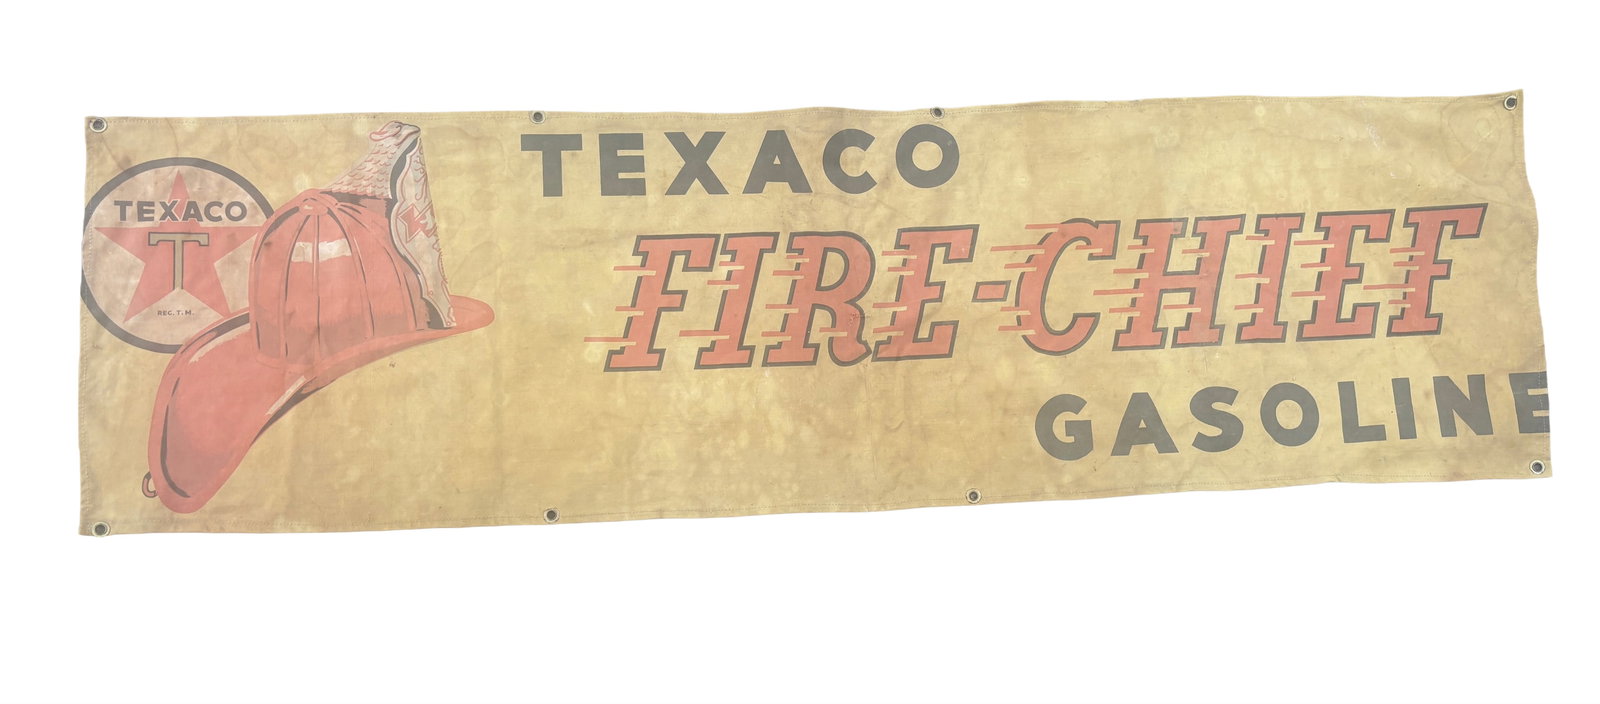 TEXACO
T
REG. T. M.
TEXACO
FIRE-CHIEF
GASOLINE